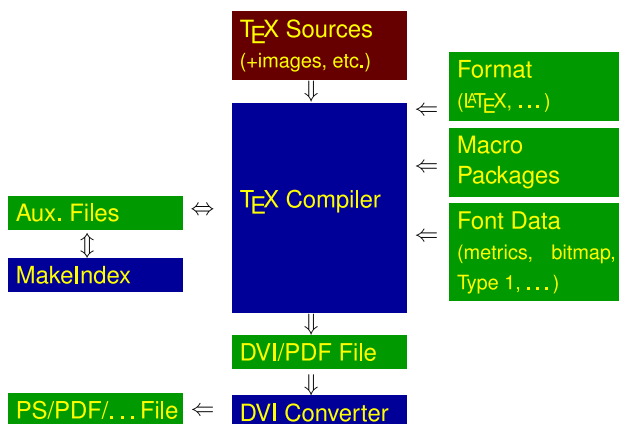 TEX Sources
(+images, etc.)
Format
(LATEX, ...)
Macro
Packages
TEX Compiler
Aux. Files
Font Data
(metrics, bitmap,
Type 1, ...)
MakeIndex
DVI/PDF File
PS/PDF/... File
DVI Converter